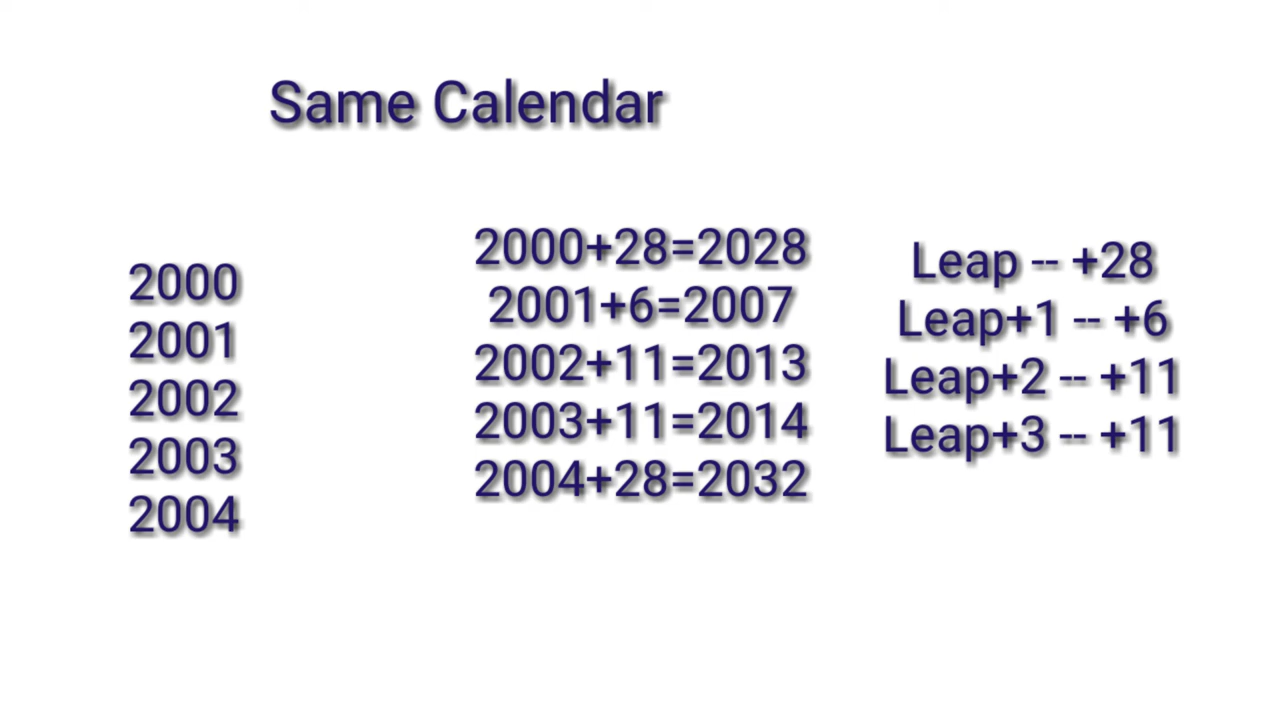 Same Calendar
2000
2001
2002
2003
2004
2000+28=2028
2001+6=2007
2002+11=2013
2003+11=2014
2004+28=2032
Leap -- +28
Leap+1 -- +6
Leap+2 -- +11
Leap+3 -- +11